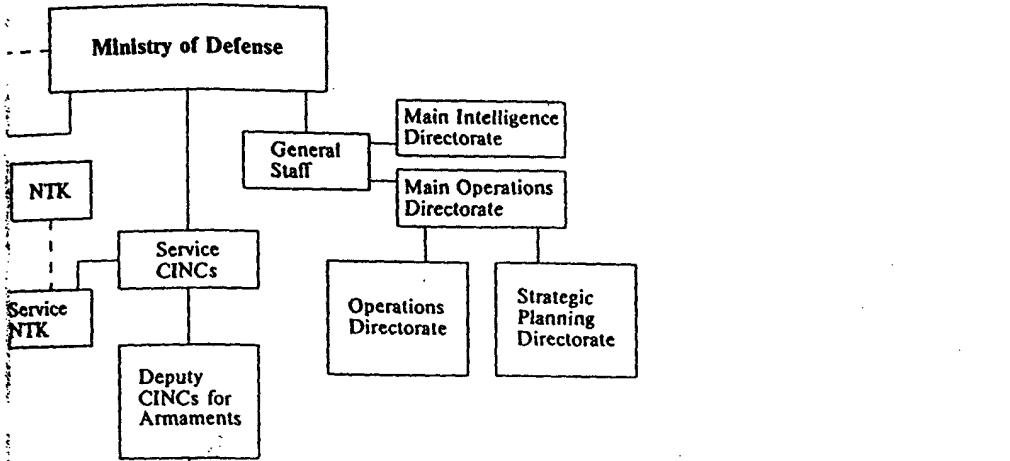 Ministry of Defense
Main Intelligence
Directorate
General
Staff
Main Operations
Directorate
NTK
Service
CINCs
Service
NTK
Operations
Directorate
Strategic
Planning
Directorate
Deputy
CINCs for
Armaments